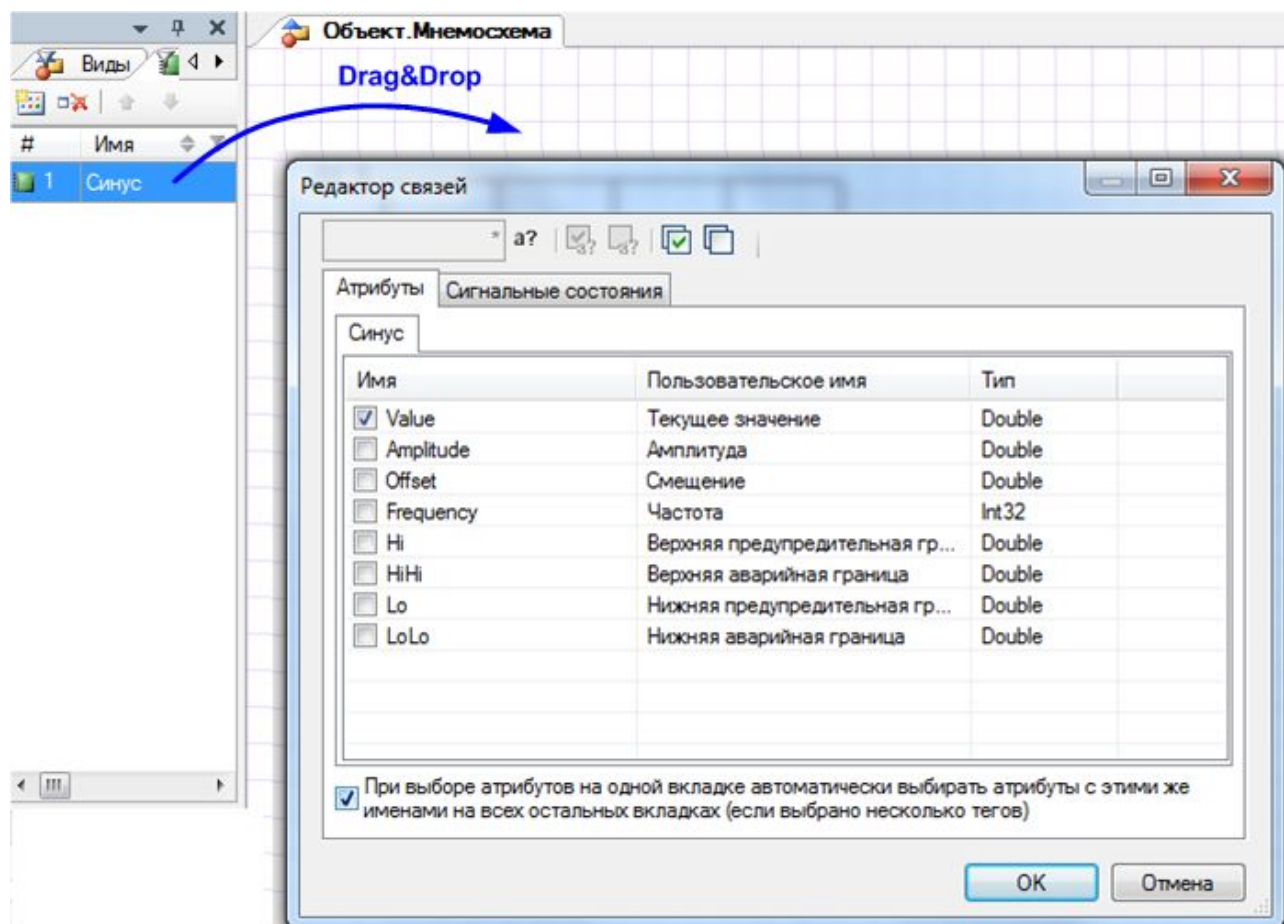 Объект.Мнемосхема
Виды
Drag&Drop
# Имя
1 Синус
Редактор связей
* a?
Атрибуты Сигнальные состояния
Синус
Имя Пользовательское имя Тип
Value Текущее значение Double
Amplitude Амплитуда Double
Offset Смещение Double
Frequency Частота Int32
Hi Верхняя предупредительная гр... Double
HiHi Верхняя аварийная граница Double
Lo Нижняя предупредительная гр... Double
LoLo Нижняя аварийная граница Double
При выборе атрибутов на одной вкладке автоматически выбирать атрибуты с этими же
именами на всех остальных вкладках (если выбрано несколько тегов)
OK Отмена